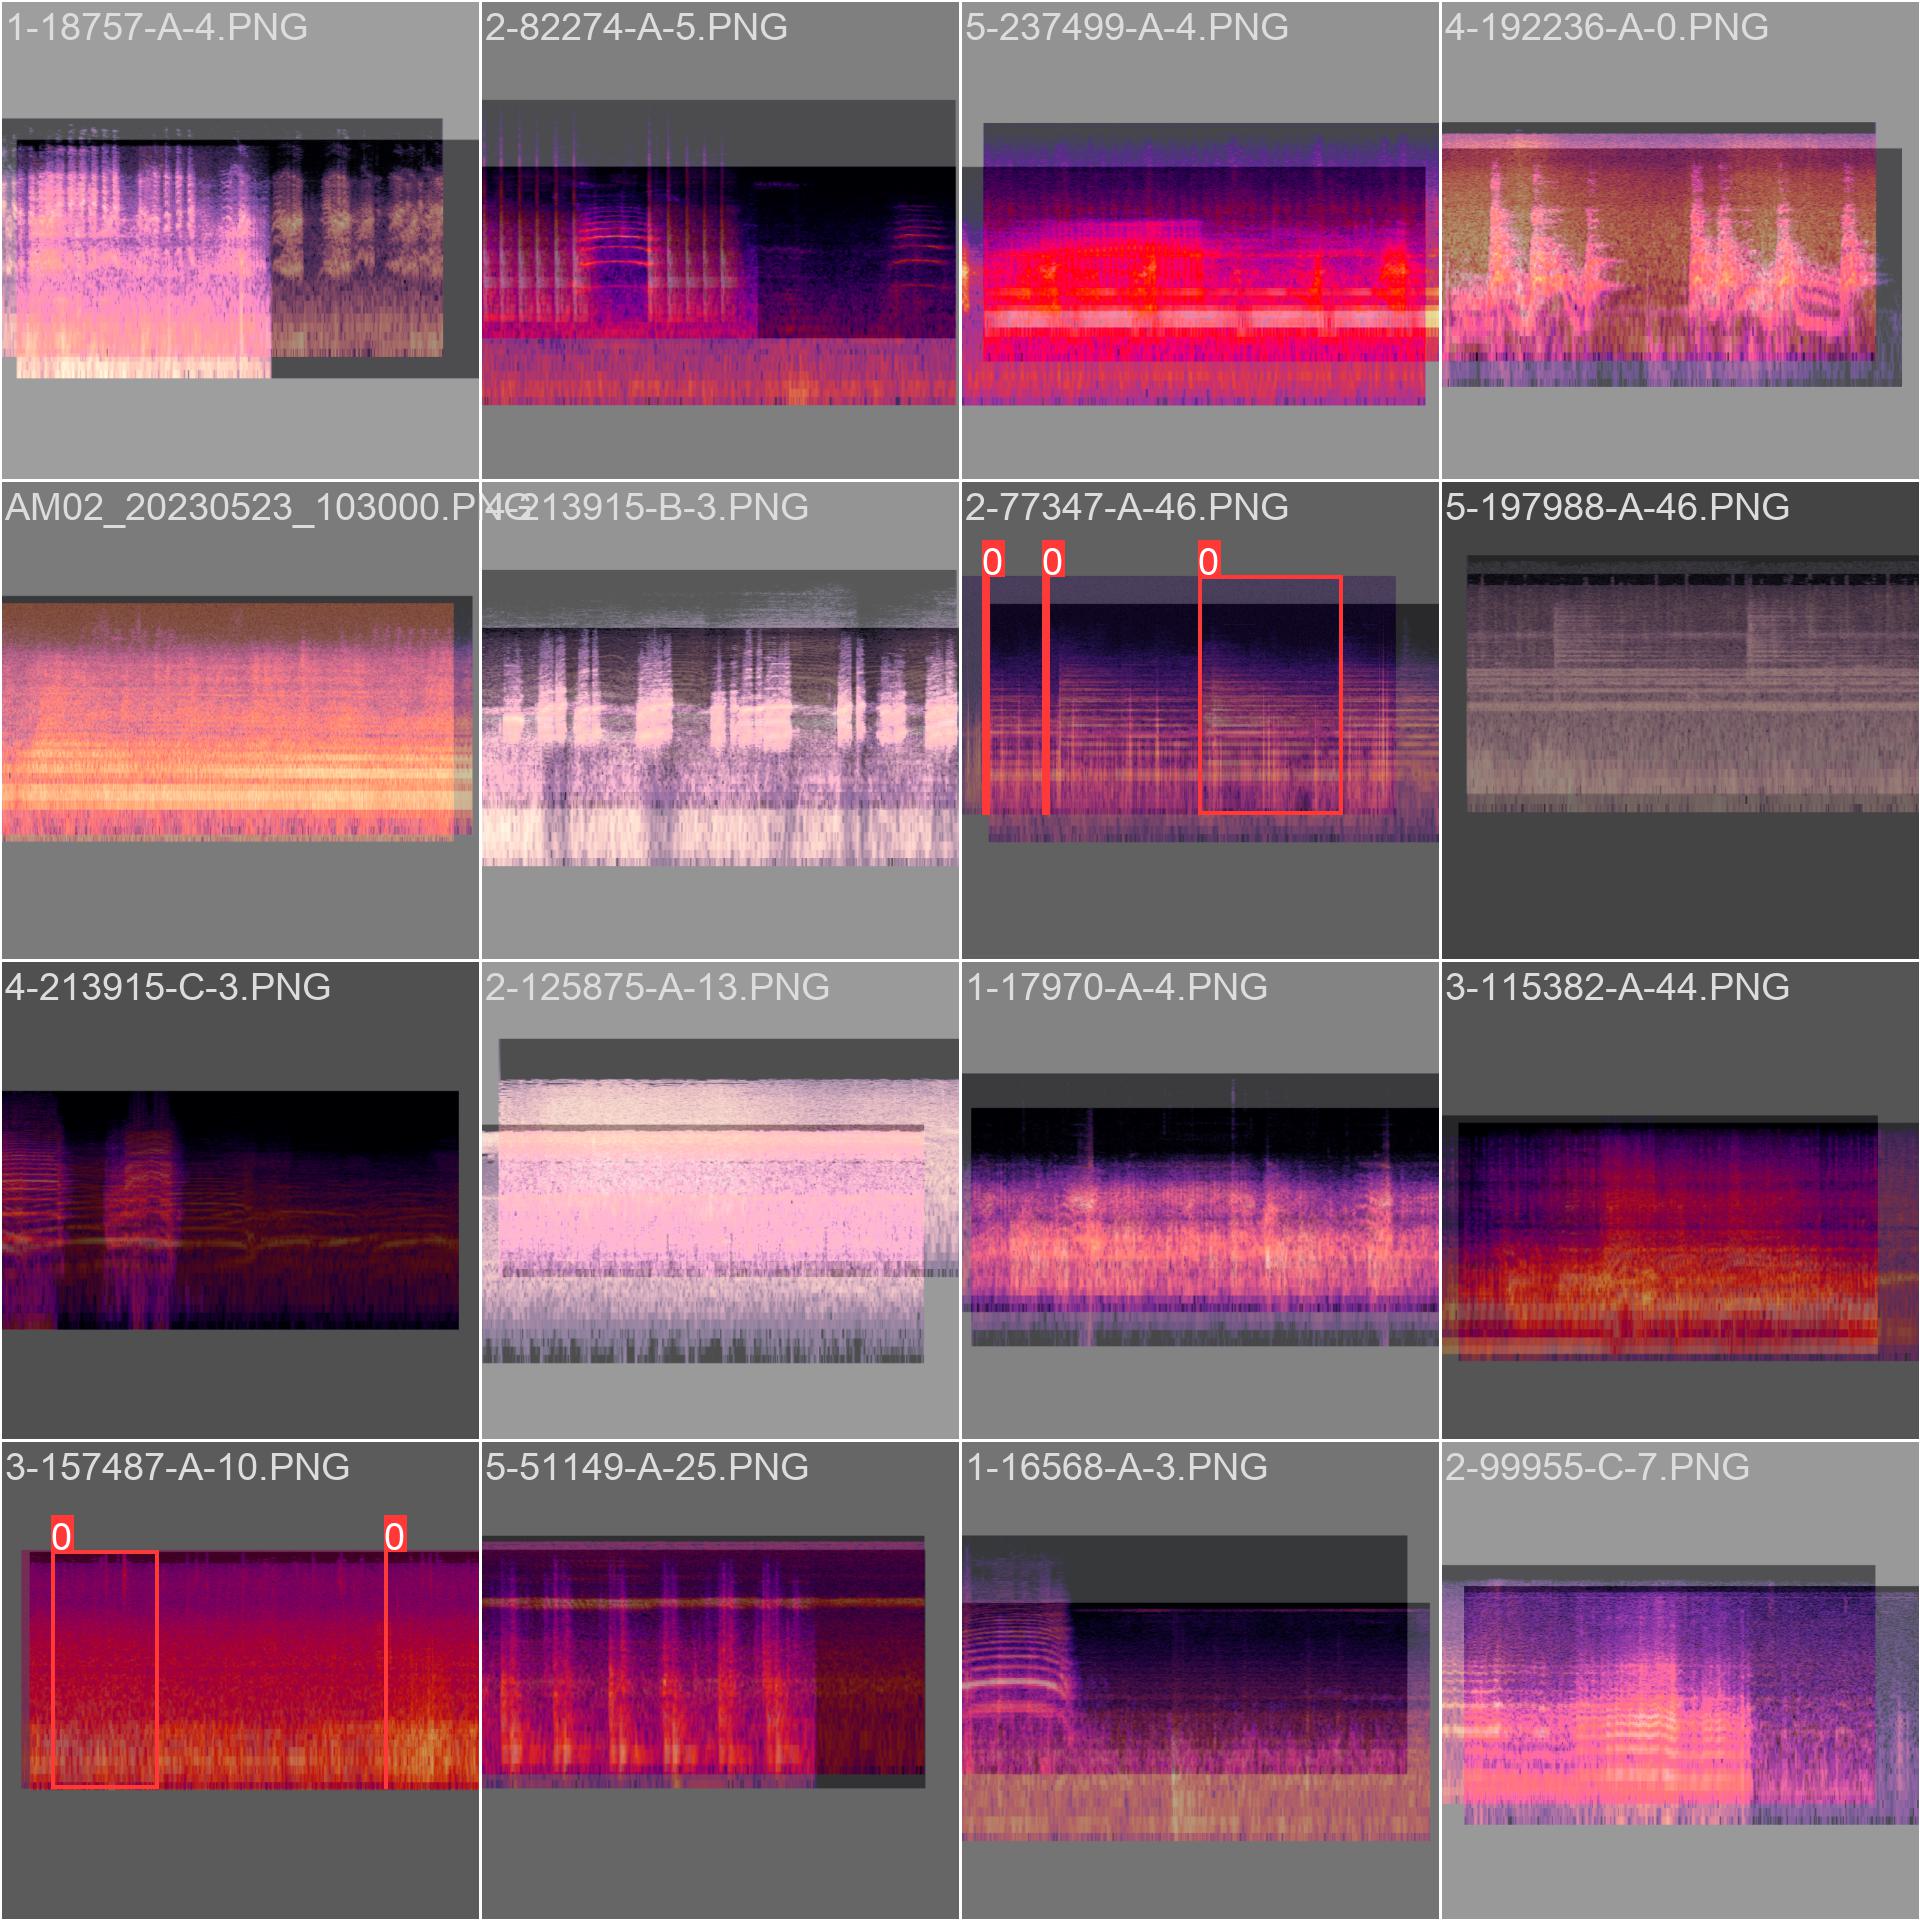 1-18757-A-4.PNG
2-82274-A-5.PNG
5-237499-A-4.PNG
4-192236-A-0.PNG
AM02_20230523_103000.PNG
4-213915-B-3.PNG
2-77347-A-46.PNG
5-197988-A-46.PNG
0
0
0
4-213915-C-3.PNG
2-125875-A-13.PNG
1-17970-A-4.PNG
3-115382-A-44.PNG
3-157487-A-10.PNG
5-51149-A-25.PNG
1-16568-A-3.PNG
2-99955-C-7.PNG
0
0